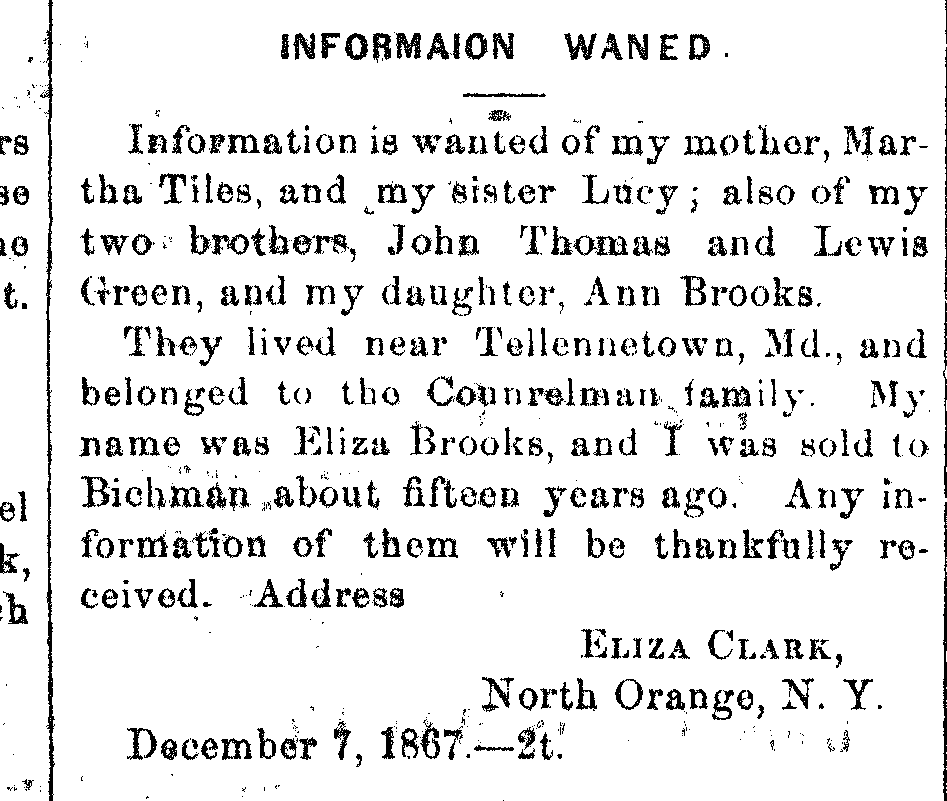 INFORMAION WANED.
Information is wanted of my mother, Mar-
tha Tiles, and my sister Lucy; also of my
two brothers, John Thomas and Lewis
Green, and my daughter, Ann Brooks.
They lived near Tellennetown, Md., and
belonged to the Counrelman family. My
name was Eliza Brooks, and I was sold to
Bichman about fifteen years ago. Any in-
formation of them will be thankfully re-
ceived. Address
ELIZA CLARK,
North Orange, N. Y.
December 7, 1867.—2t.
rs
se
t.
el
k,